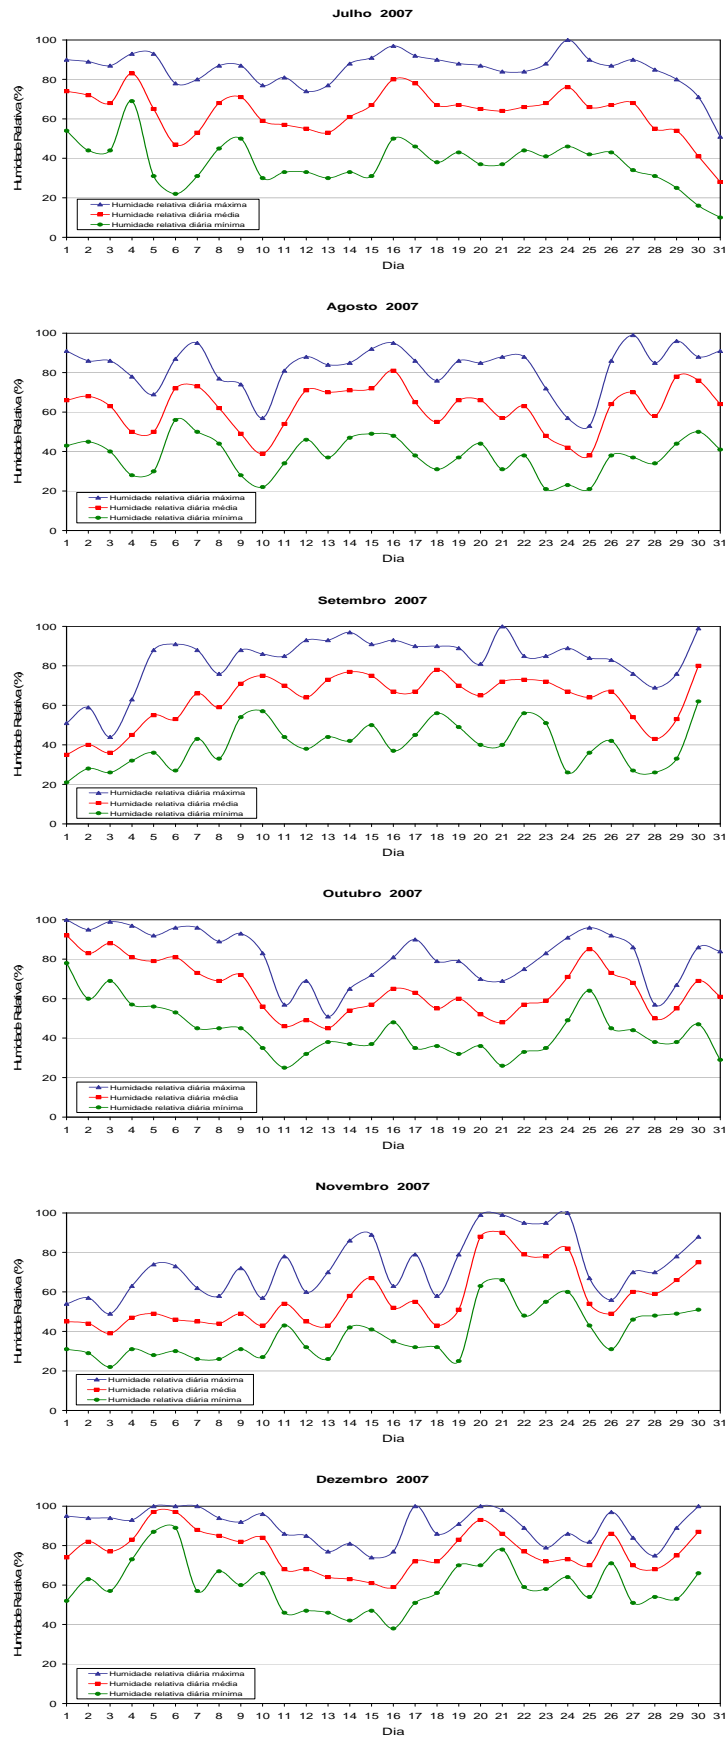 Julho 2007
100
80
60
40
20
0
Humidade Relativa (%)
Humidade relativa diária máxima
Humidade relativa diária média
Humidade relativa diária mínima
1 2 3 4 5 6 7 8 9 10 11 12 13 14 15 16 17 18 19 20 21 22 23 24 25 26 27 28 29 30 31
Dia
Agosto 2007
100
80
60
40
20
0
Humidade Relativa (%)
Humidade relativa diária máxima
Humidade relativa diária média
Humidade relativa diária mínima
1 2 3 4 5 6 7 8 9 10 11 12 13 14 15 16 17 18 19 20 21 22 23 24 25 26 27 28 29 30 31
Dia
Setembro 2007
100
80
60
40
20
0
Humidade Relativa (%)
Humidade relativa diária máxima
Humidade relativa diária média
Humidade relativa diária mínima
1 2 3 4 5 6 7 8 9 10 11 12 13 14 15 16 17 18 19 20 21 22 23 24 25 26 27 28 29 30 31
Dia
Outubro 2007
100
80
60
40
20
0
Humidade Relativa (%)
Humidade relativa diária máxima
Humidade relativa diária média
Humidade relativa diária mínima
1 2 3 4 5 6 7 8 9 10 11 12 13 14 15 16 17 18 19 20 21 22 23 24 25 26 27 28 29 30 31
Dia
Novembro 2007
100
80
60
40
20
0
Humidade Relativa (%)
Humidade relativa diária máxima
Humidade relativa diária média
Humidade relativa diária mínima
1 2 3 4 5 6 7 8 9 10 11 12 13 14 15 16 17 18 19 20 21 22 23 24 25 26 27 28 29 30 31
Dia
Dezembro 2007
100
80
60
40
20
0
Humidade Relativa (%)
Humidade relativa diária máxima
Humidade relativa diária média
Humidade relativa diária mínima
1 2 3 4 5 6 7 8 9 10 11 12 13 14 15 16 17 18 19 20 21 22 23 24 25 26 27 28 29 30 31
Dia